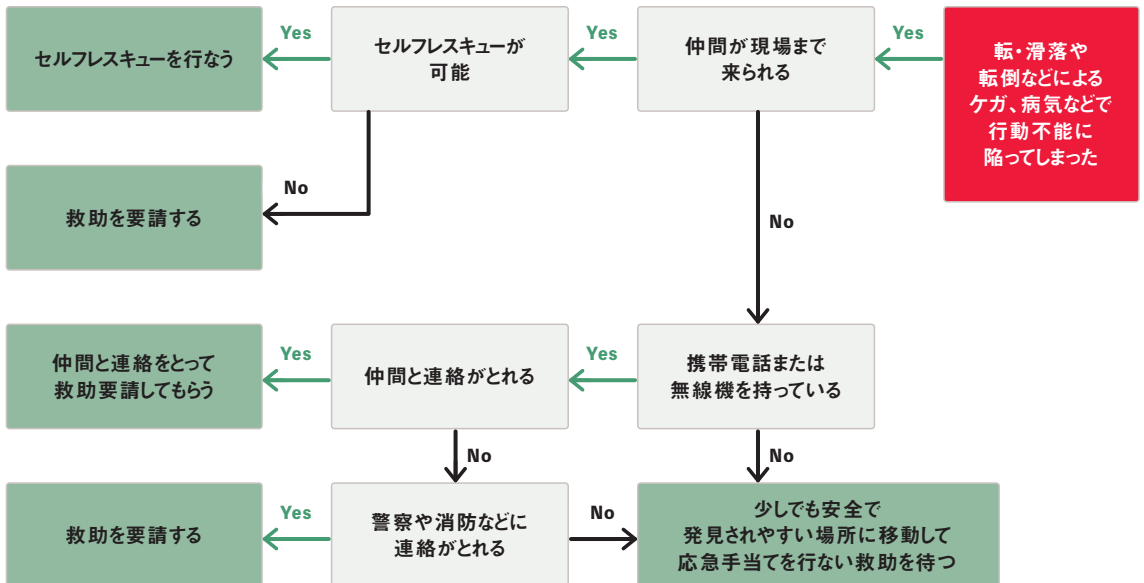 転・滑落や
転倒などによる
ケガ、病気などで
行動不能に
陥ってしまった
Yes
仲間が現場まで
来られる
Yes
セルフレスキューが
可能
Yes
セルフレスキューを行なう
No
救助を要請する
No
携帯電話または
無線機を持っている
Yes
仲間と連絡がとれる
Yes
仲間と連絡をとって
救助要請してもらう
No
No
警察や消防などに
連絡がとれる
Yes
救助を要請する
No
少しでも安全で
発見されやすい場所に移動して
応急手当てを行ない救助を待つ